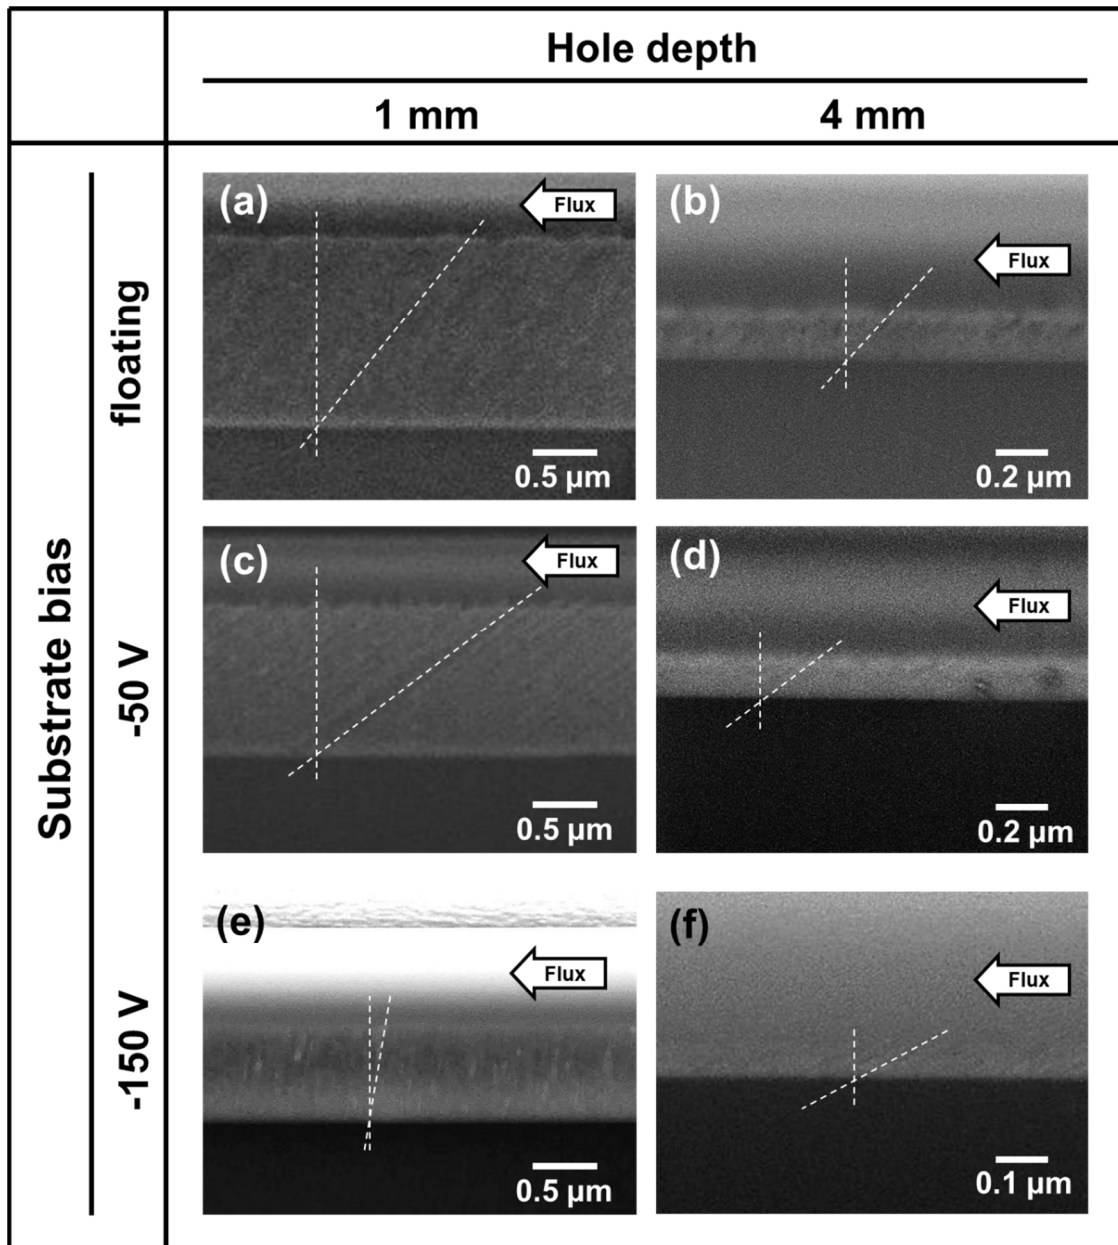 Hole depth
1 mm
4 mm
Substrate bias
floating
-50 V
-150 V
(a)
Flux
0.5 µm
(b)
Flux
0.2 µm
(c)
Flux
0.5 µm
(d)
Flux
0.2 µm
(e)
Flux
0.5 µm
(f)
Flux
0.1 µm